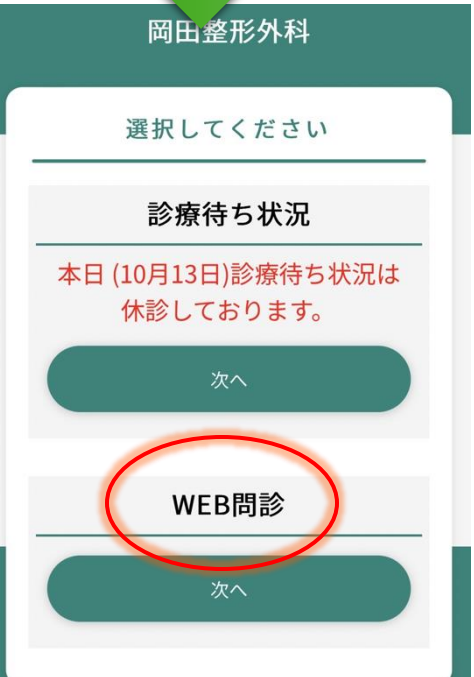 岡田整形外科
選択してください
診療待ち状況
本日 (10月13日)診療待ち状況は
休診しております。
次へ
WEB問診
次へ